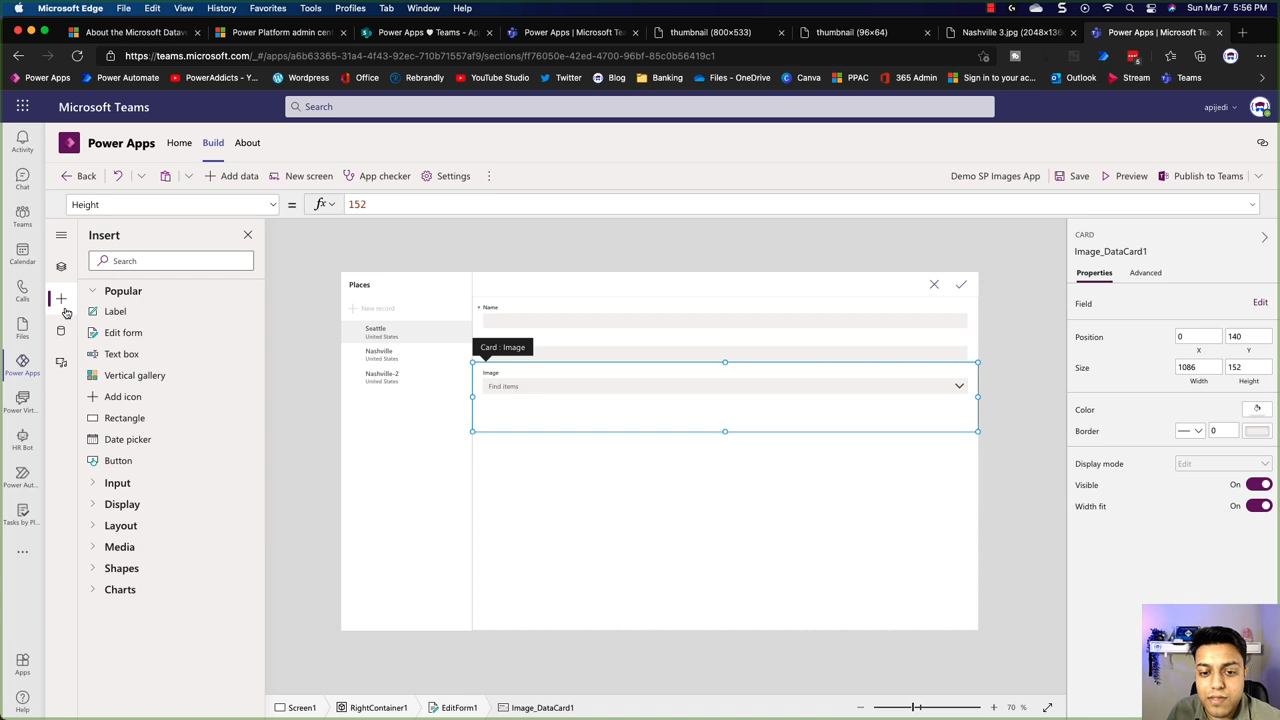 Microsoft Edge File Edit View History Favorites Tools Profiles Tab Window Help Sun Mar 7 5:56 PM
About the Microsoft Datav Power Platform admin cent Power Apps ♥ Teams - Ap Power Apps | Microsoft Te thumbnail (800×533) thumbnail (96×64) Nashville 3.jpg (2048×136 Power Apps | Microsoft Te
https://teams.microsoft.com/_#/apps/a6b63365-31a4-4f43-92ec-710b71557af9/sections/ff76050e-42ed-4700-96bf-85c0b56419c1
Power Apps Power Automate PowerAddicts - Y... Wordpress Office Rebrandly YouTube Studio Twitter Blog Banking Files - OneDrive Canva PPAC 365 Admin Sign in to your ac... Outlook Stream Teams
Microsoft Teams
Search
apijedi
Power Apps Home Build About
Back Add data New screen App checker Settings Demo SP Images App Save Preview Publish to Teams
Height = fx 152
Activity
Chat
Teams
Calendar
Calls
Files
Power Apps
Power Virt...
HR Bot
Power Aut...
Tasks by Pl...
Apps
Help
Insert
Search
Popular
Label
Edit form
Text box
Vertical gallery
Add icon
Rectangle
Date picker
Button
Input
Display
Layout
Media
Shapes
Charts
Places
New record
Seattle
United States
Nashville
United States
Nashville-2
United States
* Name
Card : Image
Image
Find items
CARD
Image_DataCard1
Properties Advanced
Field Edit
Position 0 140
X Y
Size 1086 152
Width Height
Color
Border 0
Display mode Edit
Visible On
Width fit On
Screen1 RightContainer1 EditForm1 Image_DataCard1 70 %